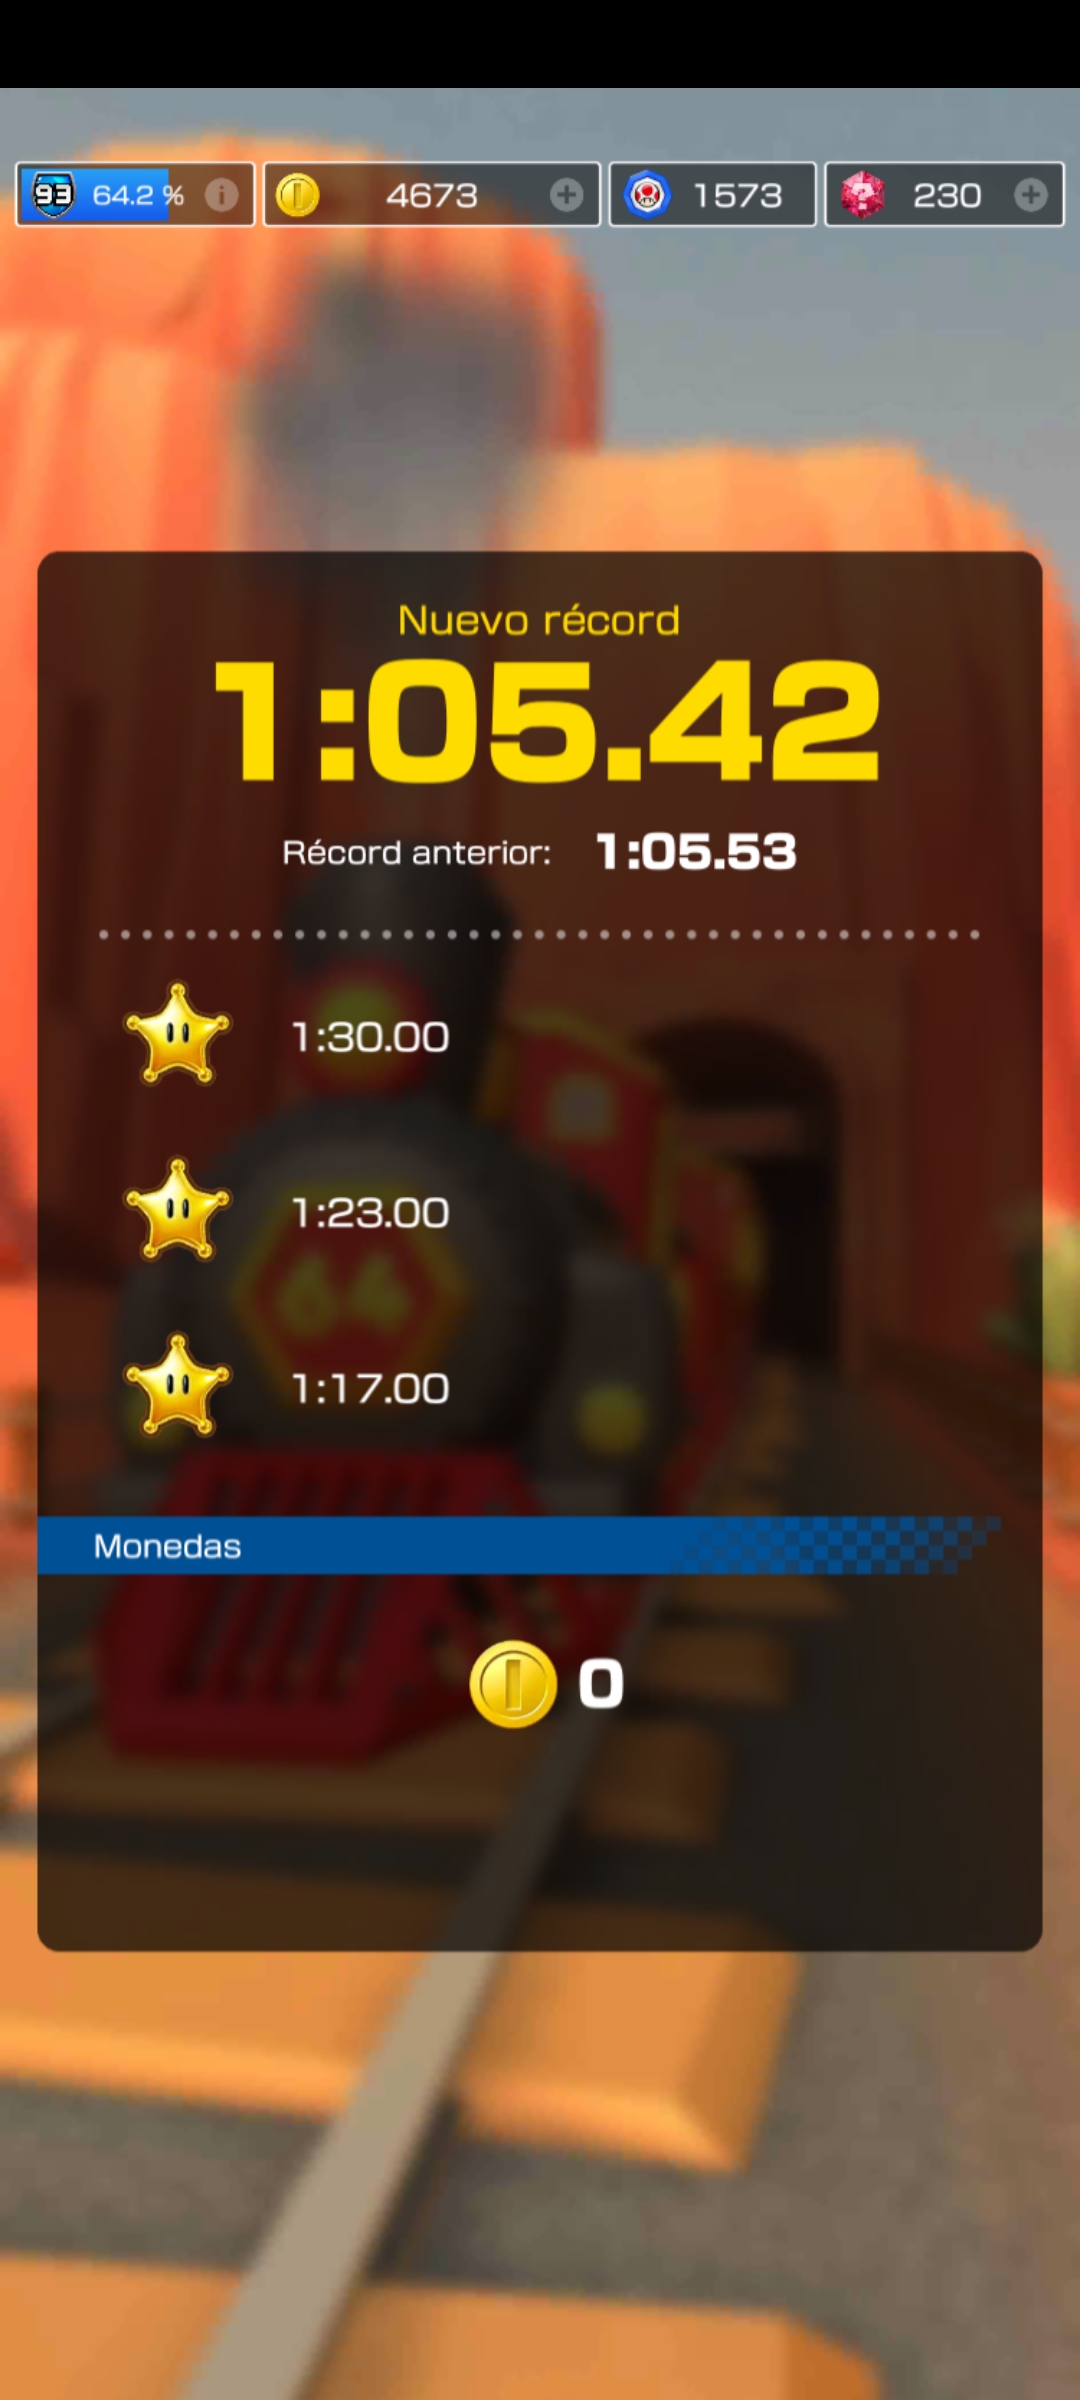 93 64.2 % i 4673 + 1573 230 +
Nuevo récord
1:05.42
Récord anterior: 1:05.53
1:30.00
1:23.00
64
1:17.00
Monedas
0